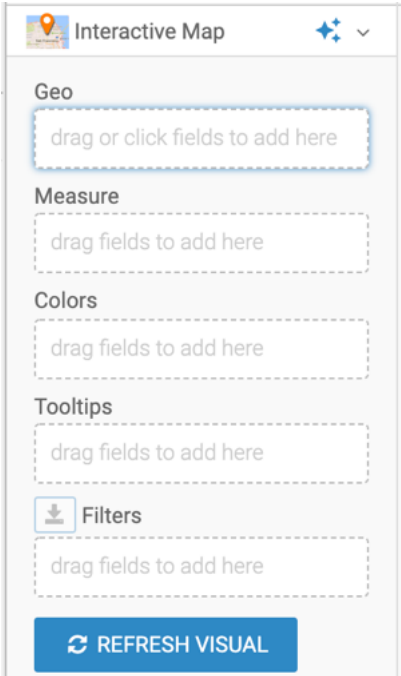 Interactive Map
Geo
drag or click fields to add here
Measure
drag fields to add here
Colors
drag fields to add here
Tooltips
drag fields to add here
Filters
drag fields to add here
REFRESH VISUAL